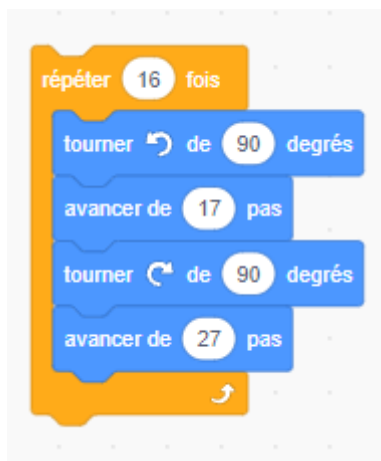 répéter 16 fois
tourner de 90 degrés
avancer de 17 pas
tourner de 90 degrés
avancer de 27 pas